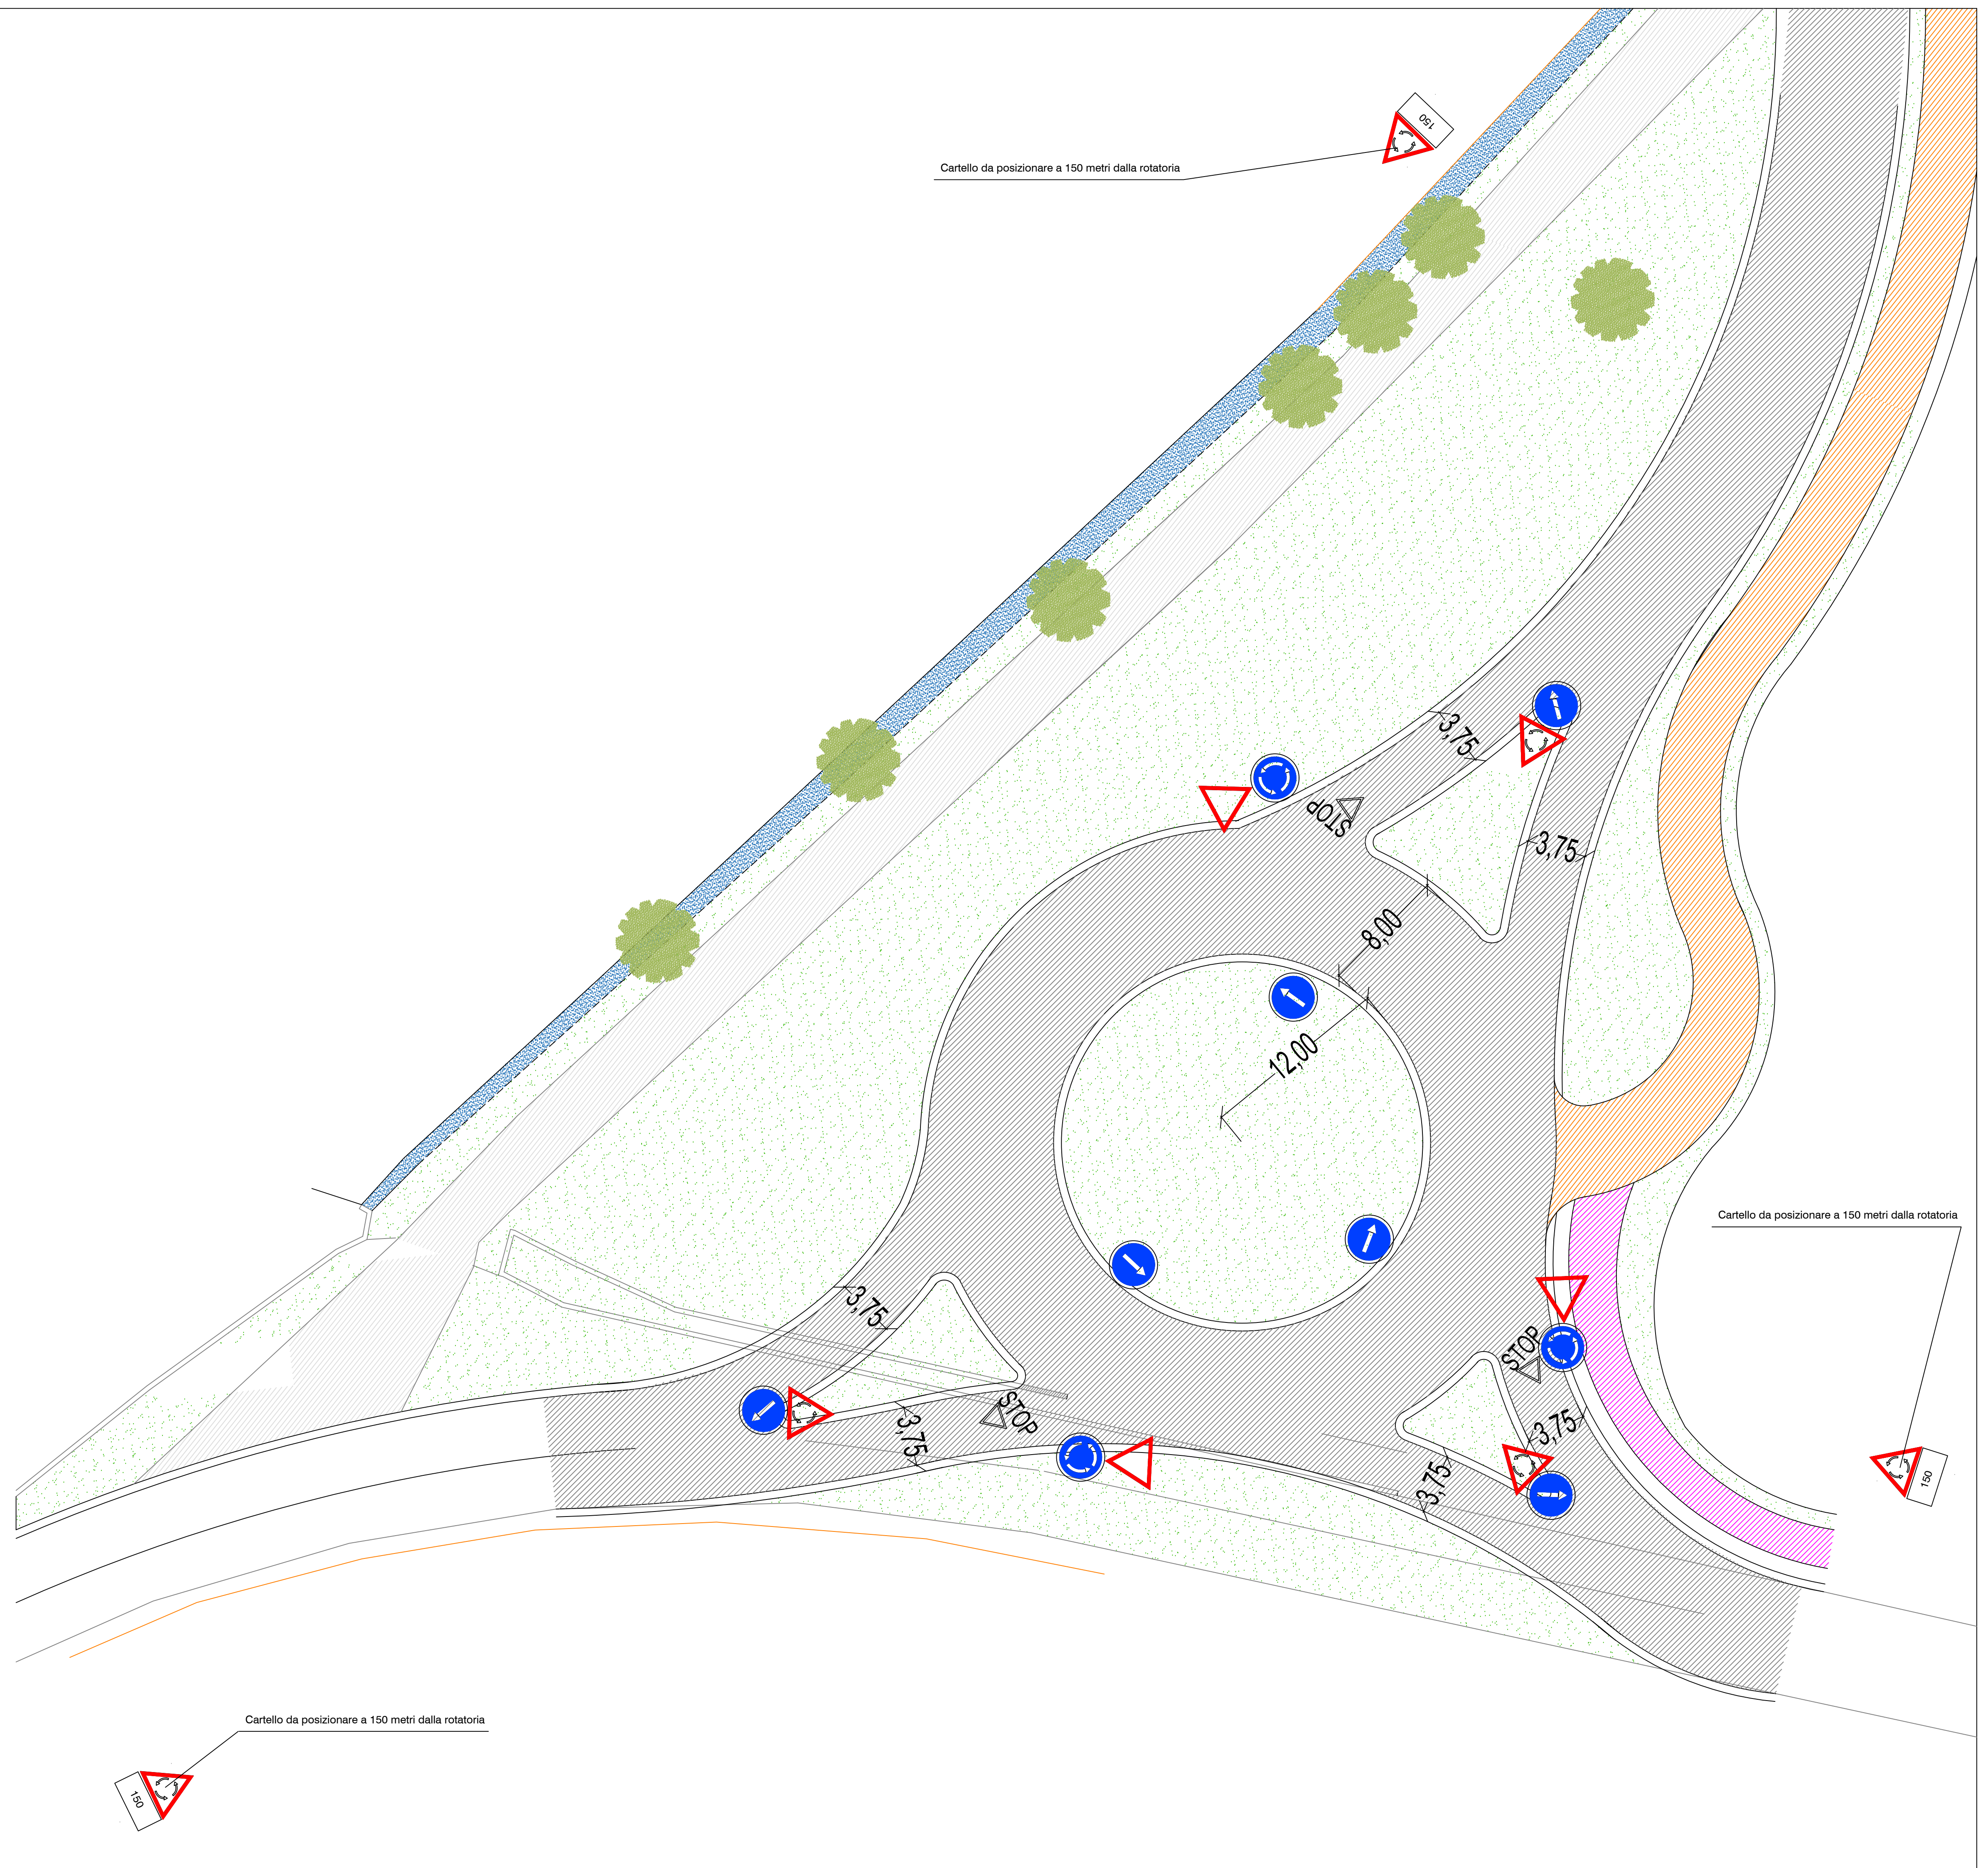 150
Cartello da posizionare a 150 metri dalla rotatoria
3,75
STOP
3,75
8,00
12,00
Cartello da posizionare a 150 metri dalla rotatoria
3,75
STOP
3,75
STOP
3,75
3,75
150
Cartello da posizionare a 150 metri dalla rotatoria
150